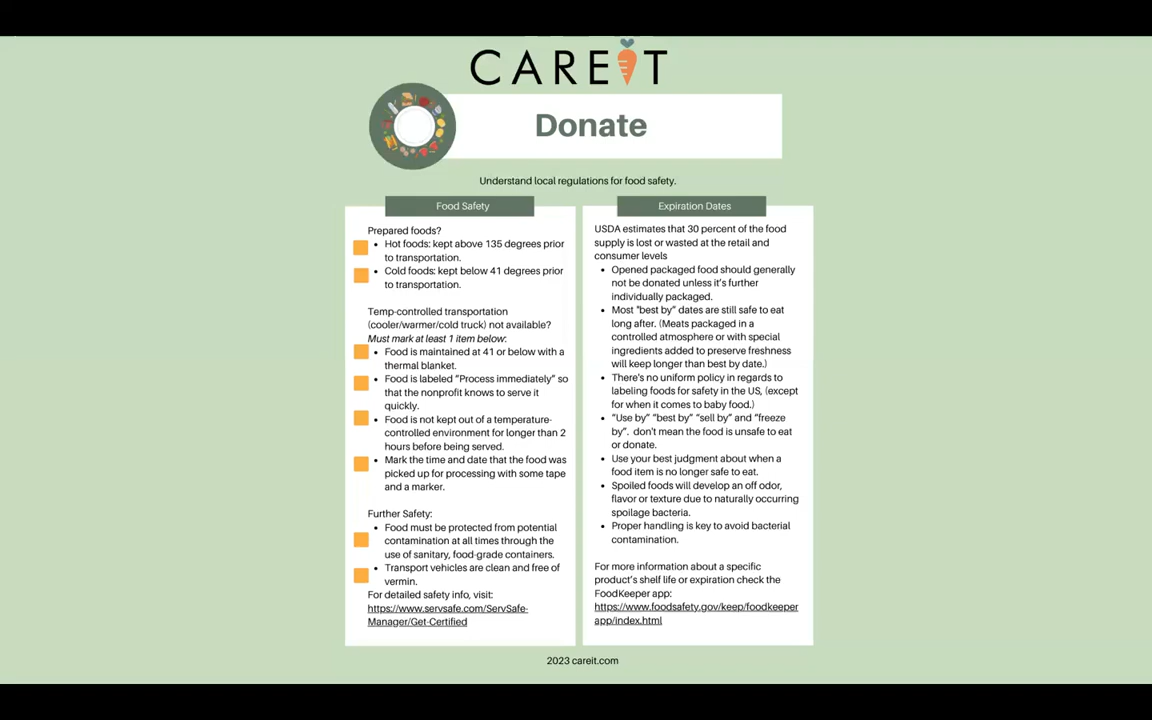 CAREIT
Donate
Understand local regulations for food safety.
Food Safety
Prepared foods?
• Hot foods: kept above 135 degrees prior
to transportation.
• Cold foods: kept below 41 degrees prior
to transportation.
Temp-controlled transportation
(cooler/warmer/cold truck) not available?
Must mark at least 1 item below:
• Food is maintained at 41 or below with a
thermal blanket.
• Food is labeled “Process immediately” so
that the nonprofit knows to serve it
quickly.
• Food is not kept out of a temperature-
controlled environment for longer than 2
hours before being served.
• Mark the time and date that the food was
picked up for processing with some tape
and a marker.
Further Safety:
• Food must be protected from potential
contamination at all times through the
use of sanitary, food-grade containers.
• Transport vehicles are clean and free of
vermin.
For detailed safety info, visit:
https://www.servsafe.com/ServSafe-
Manager/Get-Certified
Expiration Dates
USDA estimates that 30 percent of the food
supply is lost or wasted at the retail and
consumer levels
• Opened packaged food should generally
not be donated unless it’s further
individually packaged.
• Most "best by” dates are still safe to eat
long after. (Meats packaged in a
controlled atmosphere or with special
ingredients added to preserve freshness
will keep longer than best by date.)
• There's no uniform policy in regards to
labeling foods for safety in the US, (except
for when it comes to baby food.)
• “Use by” “best by” “sell by” and “freeze
by”. don't mean the food is unsafe to eat
or donate.
• Use your best judgment about when a
food item is no longer safe to eat.
• Spoiled foods will develop an off odor,
flavor or texture due to naturally occurring
spoilage bacteria.
• Proper handling is key to avoid bacterial
contamination.
For more information about a specific
product’s shelf life or expiration check the
FoodKeeper app:
https://www.foodsafety.gov/keep/foodkeeper
app/index.html
2023 careit.com